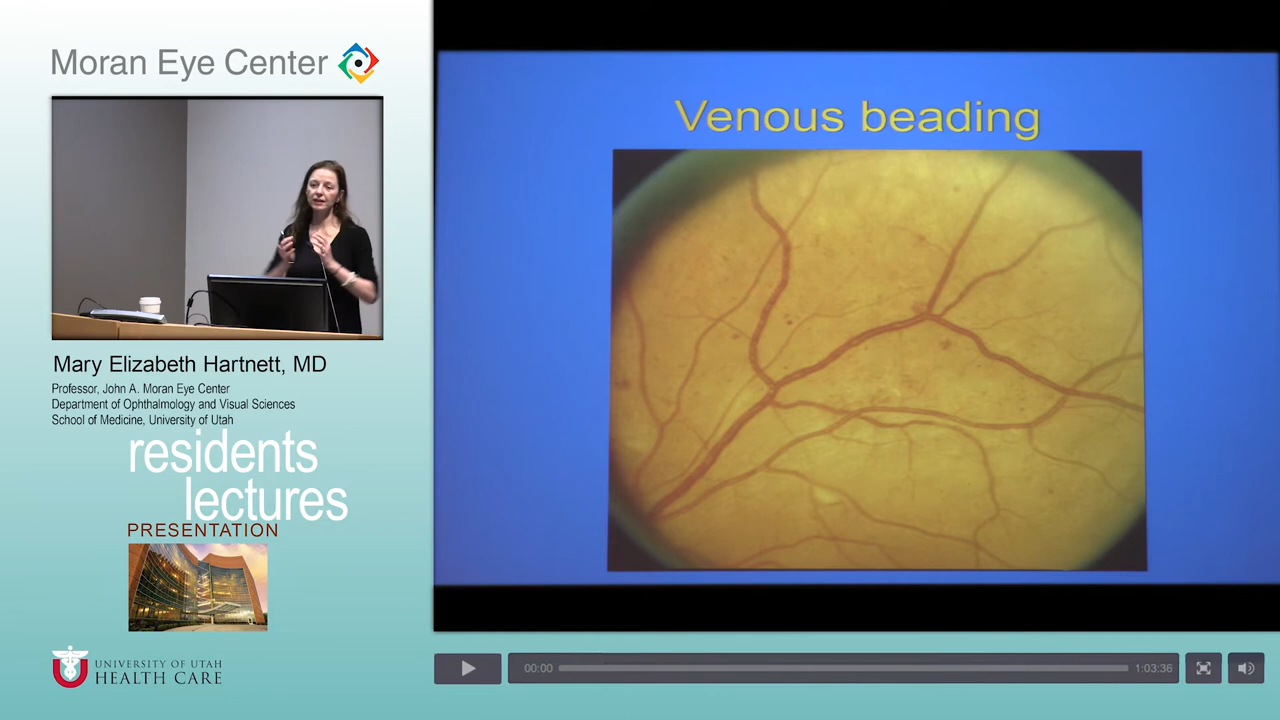 Moran Eye Center
Venous beading
Mary Elizabeth Hartnett, MD
Professor, John A. Moran Eye Center
Department of Ophthalmology and Visual Sciences
School of Medicine, University of Utah
residents
lectures
PRESENTATION
UNIVERSITY OF UTAH
HEALTH CARE
00:00
1:03:36